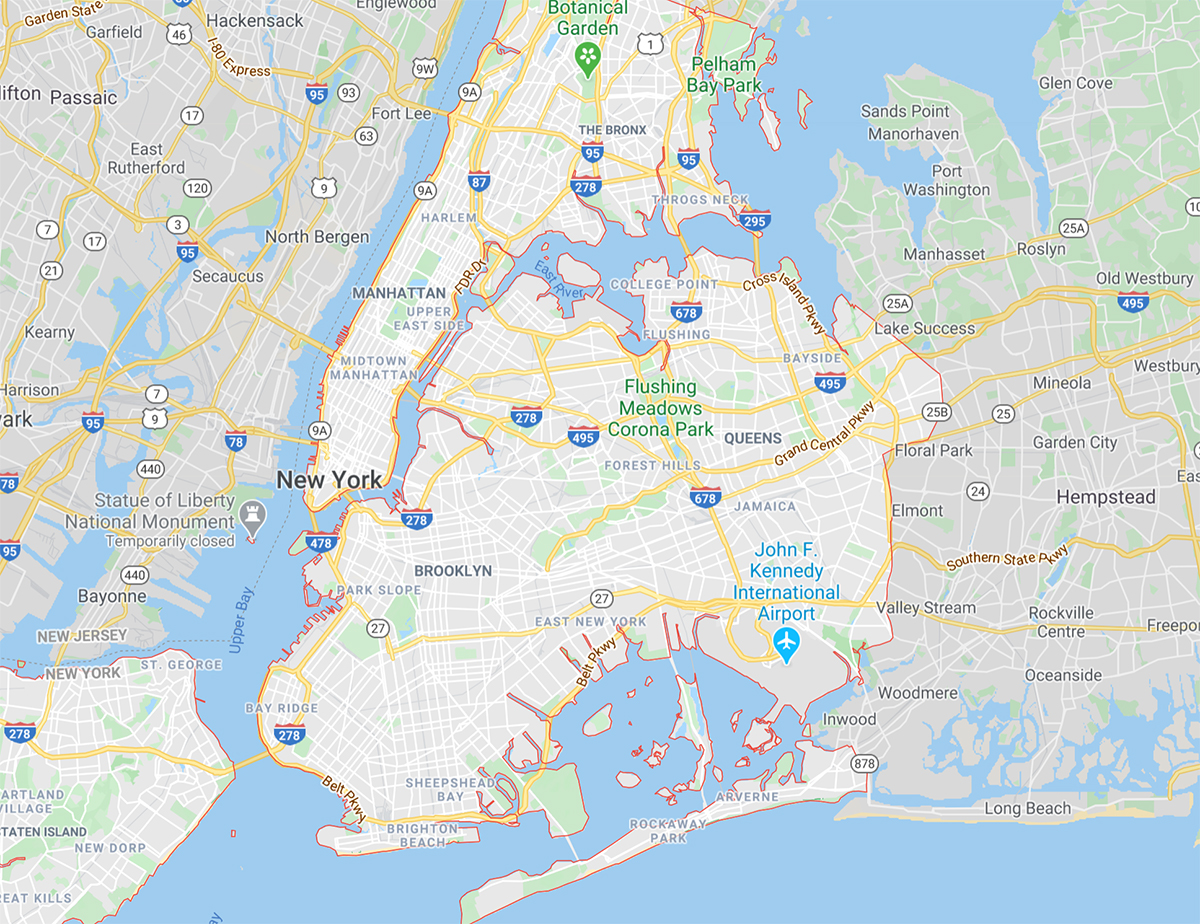 Englewood
Garden State
Hackensack
Botanical
Garden
Garfield
46
1
I-80 Express
9W
Pelham
Bay Park
Glen Cove
Passaic
95
93
9A
Sands Point
Manorhaven
17
Fort Lee
63
THE BRONX
East
Rutherford
95
95
Port
Washington
120
9
9A
87
278
THROGS NECK
HARLEM
295
7
3
17
95
North Bergen
25A
Roslyn
Manhasset
21
Secaucus
FDR Dr
East River
COLLEGE POINT
Cross Island Pkwy
Old Westbury
MANHATTAN
495
UPPER
EAST SIDE
678
25A
Kearny
FLUSHING
Lake Success
MIDTOWN
MANHATTAN
BAYSIDE
Westbury
Harrison
7
Flushing
Meadows
Corona Park
495
Mineola
9
95
78
9A
278
495
QUEENS
Grand Central Pkwy
25B
25
Garden City
Floral Park
440
FOREST HILLS
New York
78
678
24
Hempstead
Statue of Liberty
National Monument
Temporarily closed
JAMAICA
Elmont
278
478
95
John F.
Kennedy
International
Airport
Southern State Pkwy
440
BROOKLYN
Bayonne
PARK SLOPE
27
Valley Stream
Rockville
Centre
Upper Bay
27
EAST NEW YORK
Freeport
NEW JERSEY
NEW YORK
ST. GEORGE
Belt Pkwy
Oceanside
Woodmere
BAY RIDGE
Inwood
278
278
878
Belt Pkwy
SHEEPSHEAD
BAY
ARVERNE
Long Beach
STATEN ISLAND
BRIGHTON
BEACH
ROCKAWAY
PARK
NEW DORP
Bay